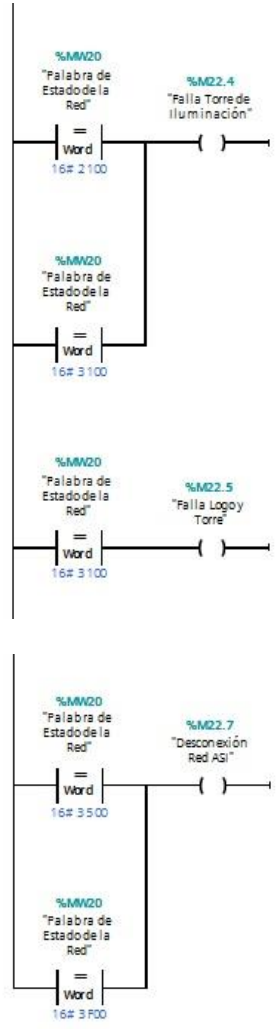 %MW20
"Palabra de
Estado de la
Red"
%M22.4
"Falla Torre de
Iluminación"
=
Word
( )
16# 2100
%MW20
"Palabra de
Estado de la
Red"
=
Word
16# 3100
%MW20
"Palabra de
Estado de la
Red"
%M22.5
"Falla Logo y
Torre"
=
Word
( )
16# 3100
%MW20
"Palabra de
Estado de la
Red"
%M22.7
"Desconexión
Red ASI"
=
Word
( )
16# 3500
%MW20
"Palabra de
Estado de la
Red"
=
Word
16# 3F00